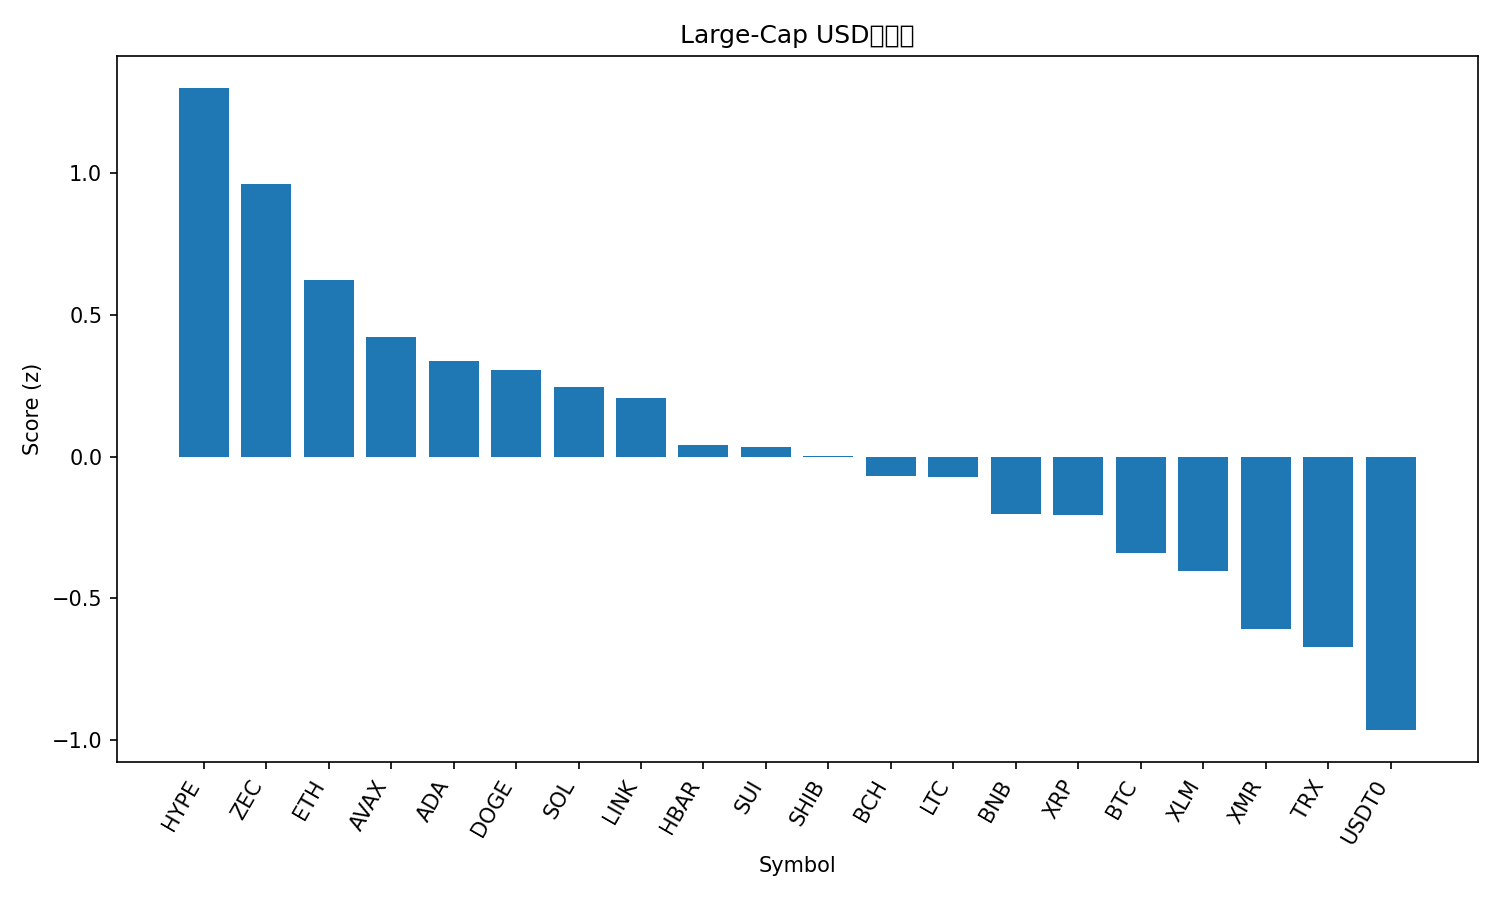 Large-Cap USD
Score (z)
1.0
0.5
0.0
−0.5
−1.0
HYPE
ZEC
ETH
AVAX
ADA
DOGE
SOL
LINK
HBAR
SUI
SHIB
BCH
LTC
BNB
XRP
BTC
XLM
XMR
TRX
USDT0
Symbol